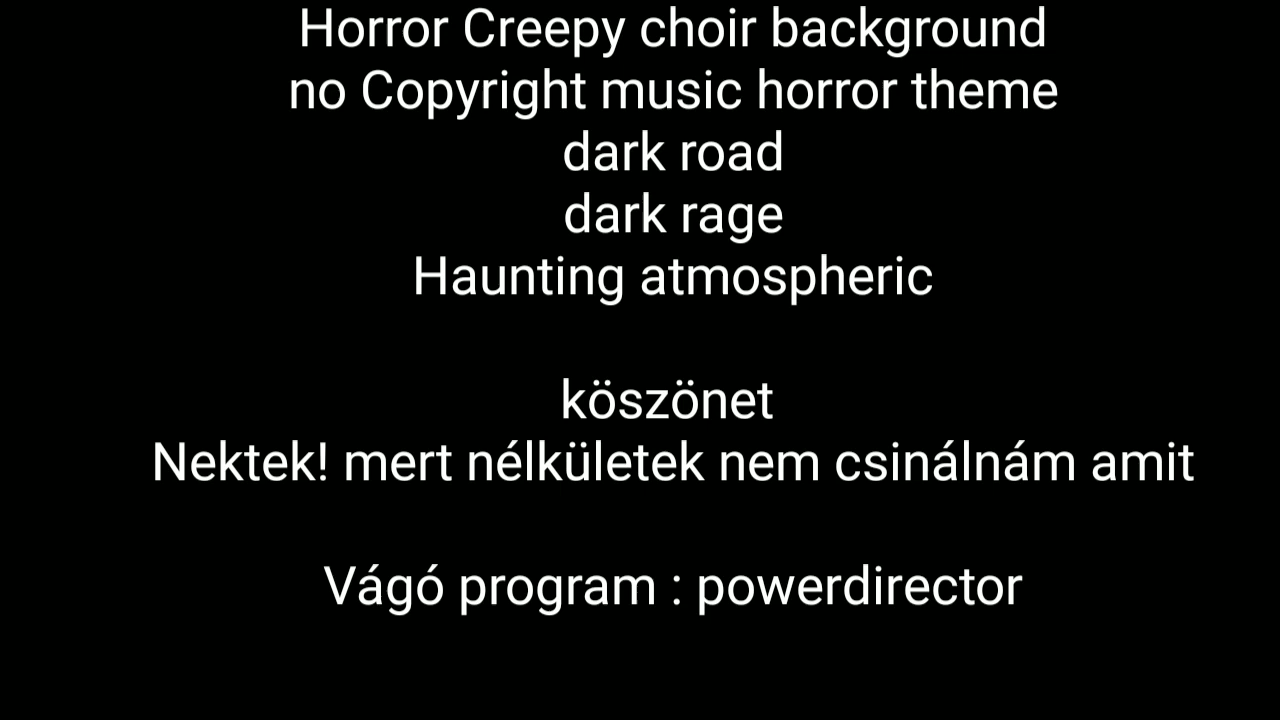 Horror Creepy choir background
no Copyright music horror theme
dark road
dark rage
Haunting atmospheric
köszönet
Nektek! mert nélkületek nem csinálnám amit
Vágó program : powerdirector